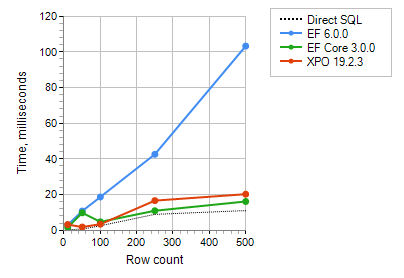 120
100
80
60
40
20
0
Time, milliseconds
0 100 200 300 400 500
Row count
Direct SQL
EF 6.0.0
EF Core 3.0.0
XPO 19.2.3